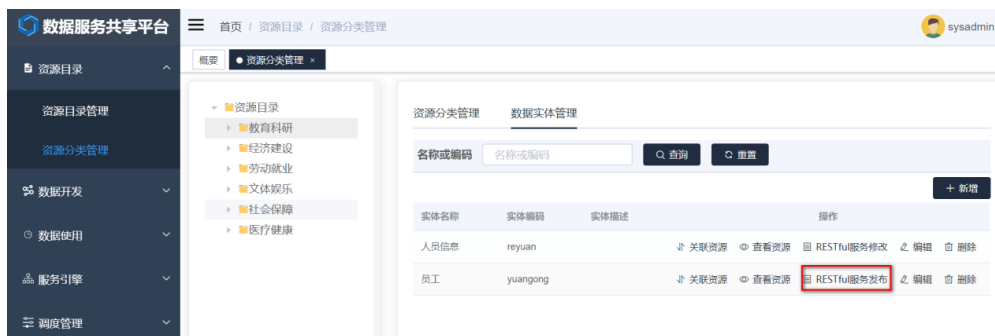 数据服务共享平台
首页 / 资源目录 / 资源分类管理
sysadmin
概要
资源分类管理 ×
资源目录
资源目录管理
资源分类管理
数据开发
数据使用
服务引擎
调度管理
资源目录
教育科研
经济建设
劳动就业
文体娱乐
社会保障
医疗健康
资源分类管理 数据实体管理
名称或编码 名称或编码 查询 重置
+ 新增
实体名称 实体编码 实体描述 操作
人员信息 reyuan 关联资源 查看资源 RESTful服务修改 编辑 删除
员工 yuangong 关联资源 查看资源 RESTful服务发布 编辑 删除